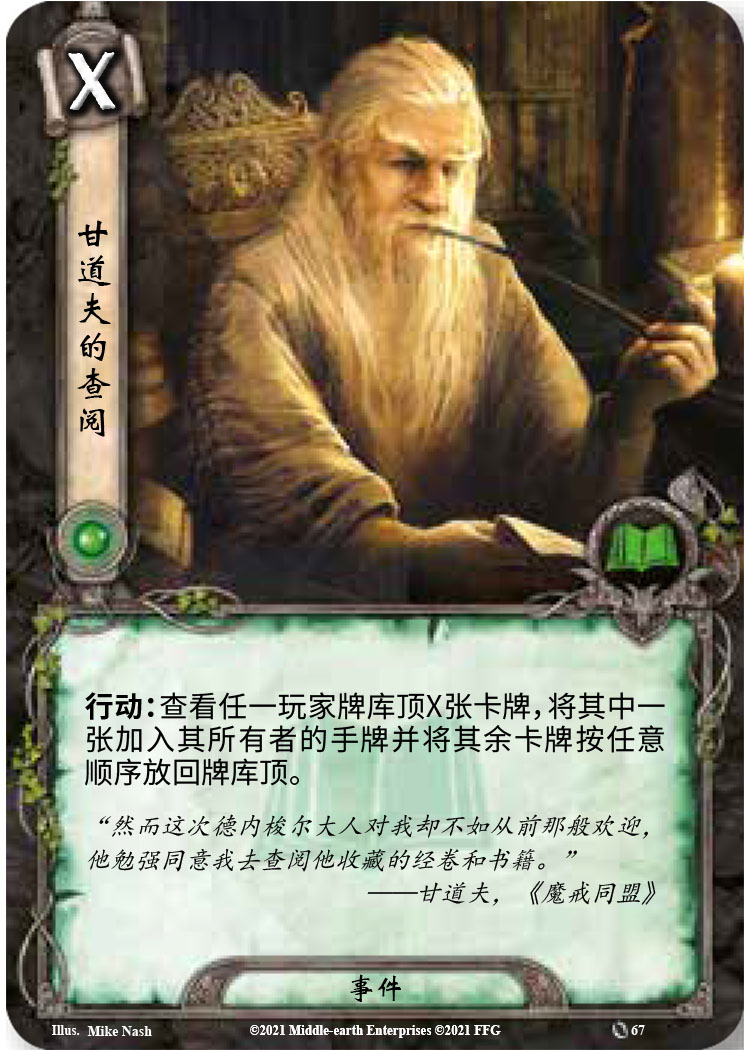 X
甘道夫的查阅
行动：查看任一玩家牌库顶X张卡牌，将其中一
张加入其所有者的手牌并将其余卡牌按任意
顺序放回牌库顶。
“然而这次德内梭尔大人对我却不如从前那般欢迎，
他勉强同意我去查阅他收藏的经卷和书籍。”
——甘道夫，《魔戒同盟》
事件
Illus. Mike Nash
©2021 Middle-earth Enterprises ©2021 FFG
67